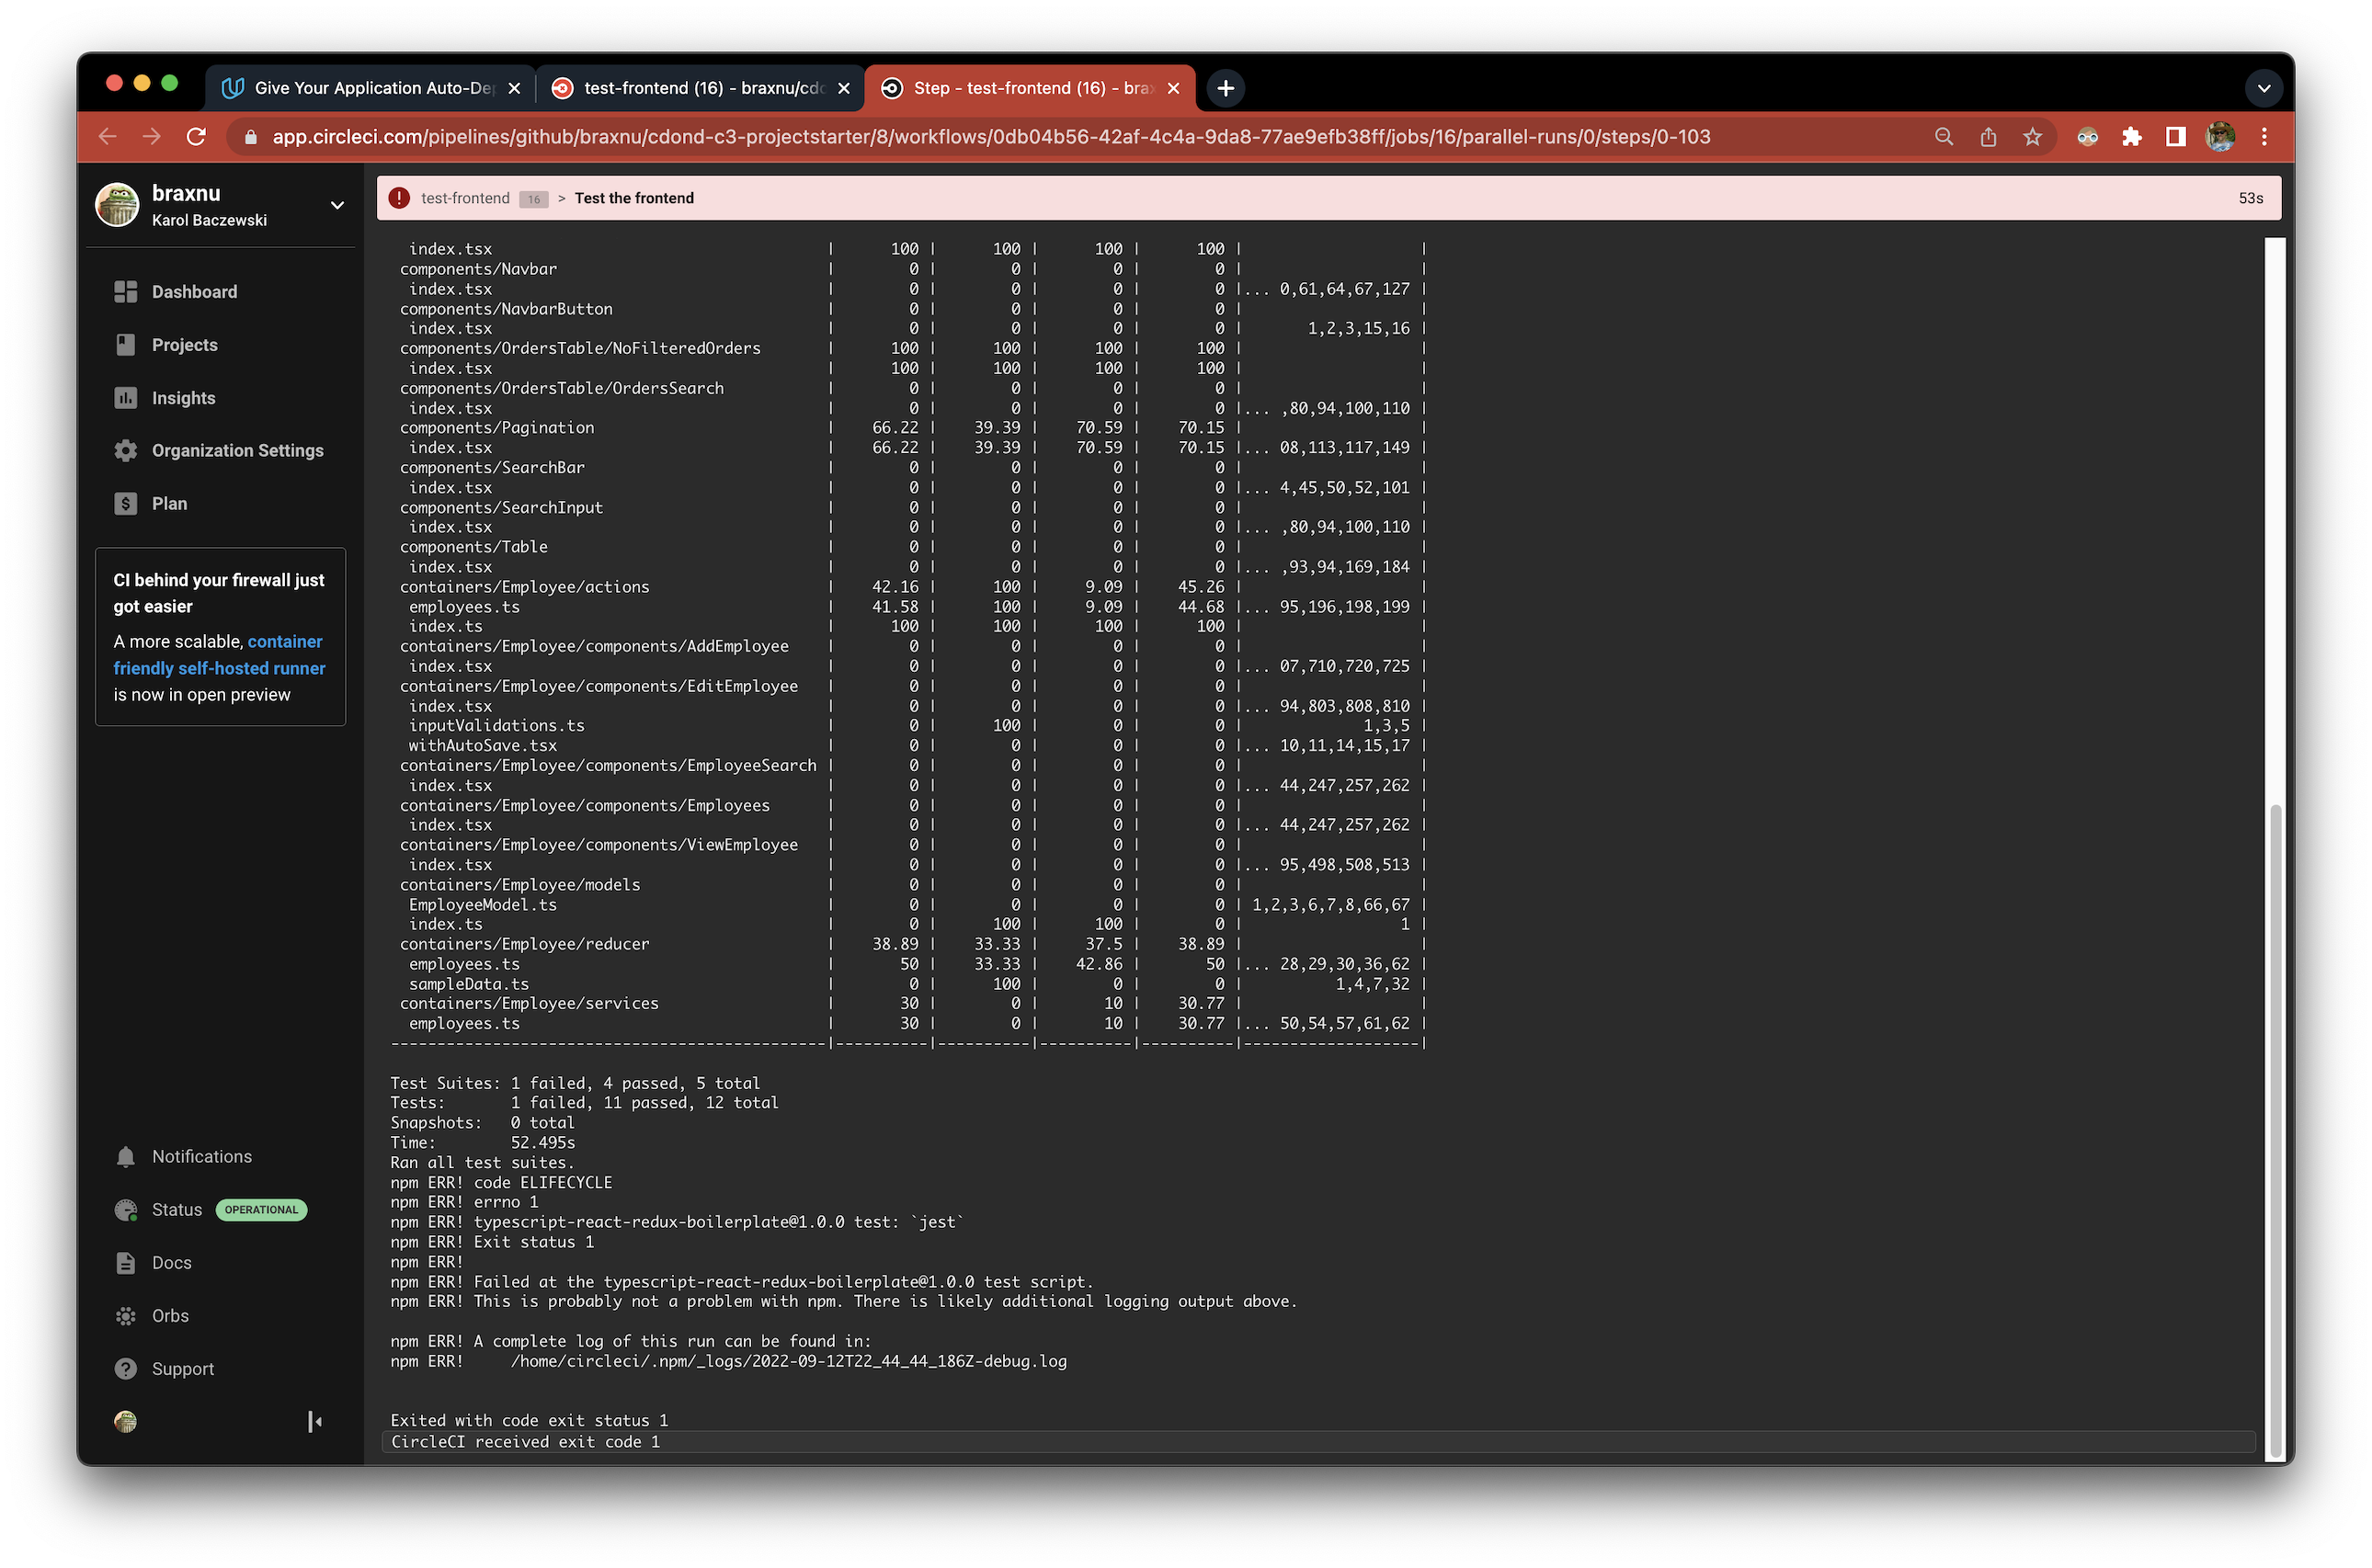 Give Your Application Auto-De
test-frontend (16) - braxnu/cdo
Step - test-frontend (16) - brax
app.circleci.com/pipelines/github/braxnu/cdond-c3-projectstarter/8/workflows/0db04b56-42af-4c4a-9da8-77ae9efb38ff/jobs/16/parallel-runs/0/steps/0-103
braxnu
Karol Baczewski
Dashboard
Projects
Insights
Organization Settings
Plan
CI behind your firewall just
got easier
A more scalable, container
friendly self-hosted runner
is now in open preview
Notifications
Status OPERATIONAL
Docs
Orbs
Support
test-frontend 16 > Test the frontend 53s
index.tsx | 100 | 100 | 100 | 100 | |
components/Navbar | 0 | 0 | 0 | 0 | |
index.tsx | 0 | 0 | 0 | 0 |... 0,61,64,67,127 |
components/NavbarButton | 0 | 0 | 0 | 0 | |
index.tsx | 0 | 0 | 0 | 0 | 1,2,3,15,16 |
components/OrdersTable/NoFilteredOrders | 100 | 100 | 100 | 100 | |
index.tsx | 100 | 100 | 100 | 100 | |
components/OrdersTable/OrdersSearch | 0 | 0 | 0 | 0 | |
index.tsx | 0 | 0 | 0 | 0 |... ,80,94,100,110 |
components/Pagination | 66.22 | 39.39 | 70.59 | 70.15 | |
index.tsx | 66.22 | 39.39 | 70.59 | 70.15 |... 08,113,117,149 |
components/SearchBar | 0 | 0 | 0 | 0 | |
index.tsx | 0 | 0 | 0 | 0 |... 4,45,50,52,101 |
components/SearchInput | 0 | 0 | 0 | 0 | |
index.tsx | 0 | 0 | 0 | 0 |... ,80,94,100,110 |
components/Table | 0 | 0 | 0 | 0 | |
index.tsx | 0 | 0 | 0 | 0 |... ,93,94,169,184 |
containers/Employee/actions | 42.16 | 100 | 9.09 | 45.26 | |
employees.ts | 41.58 | 100 | 9.09 | 44.68 |... 95,196,198,199 |
index.ts | 100 | 100 | 100 | 100 | |
containers/Employee/components/AddEmployee | 0 | 0 | 0 | 0 | |
index.tsx | 0 | 0 | 0 | 0 |... 07,710,720,725 |
containers/Employee/components/EditEmployee | 0 | 0 | 0 | 0 | |
index.tsx | 0 | 0 | 0 | 0 |... 94,803,808,810 |
inputValidations.ts | 0 | 100 | 0 | 0 | 1,3,5 |
withAutoSave.tsx | 0 | 0 | 0 | 0 |... 10,11,14,15,17 |
containers/Employee/components/EmployeeSearch | 0 | 0 | 0 | 0 | |
index.tsx | 0 | 0 | 0 | 0 |... 44,247,257,262 |
containers/Employee/components/Employees | 0 | 0 | 0 | 0 | |
index.tsx | 0 | 0 | 0 | 0 |... 44,247,257,262 |
containers/Employee/components/ViewEmployee | 0 | 0 | 0 | 0 | |
index.tsx | 0 | 0 | 0 | 0 |... 95,498,508,513 |
containers/Employee/models | 0 | 0 | 0 | 0 | |
EmployeeModel.ts | 0 | 0 | 0 | 0 | 1,2,3,6,7,8,66,67 |
index.ts | 0 | 100 | 100 | 0 | 1 |
containers/Employee/reducer | 38.89 | 33.33 | 37.5 | 38.89 | |
employees.ts | 50 | 33.33 | 42.86 | 50 |... 28,29,30,36,62 |
sampleData.ts | 0 | 100 | 0 | 0 | 1,4,7,32 |
containers/Employee/services | 30 | 0 | 10 | 30.77 | |
employees.ts | 30 | 0 | 10 | 30.77 |... 50,54,57,61,62 |
-----------------------------------------------|----------|----------|----------|----------|-------------------|
Test Suites: 1 failed, 4 passed, 5 total
Tests: 1 failed, 11 passed, 12 total
Snapshots: 0 total
Time: 52.495s
Ran all test suites.
npm ERR! code ELIFECYCLE
npm ERR! errno 1
npm ERR! typescript-react-redux-boilerplate@1.0.0 test: `jest`
npm ERR! Exit status 1
npm ERR!
npm ERR! Failed at the typescript-react-redux-boilerplate@1.0.0 test script.
npm ERR! This is probably not a problem with npm. There is likely additional logging output above.
npm ERR! A complete log of this run can be found in:
npm ERR! /home/circleci/.npm/_logs/2022-09-12T22_44_44_186Z-debug.log
Exited with code exit status 1
CircleCI received exit code 1